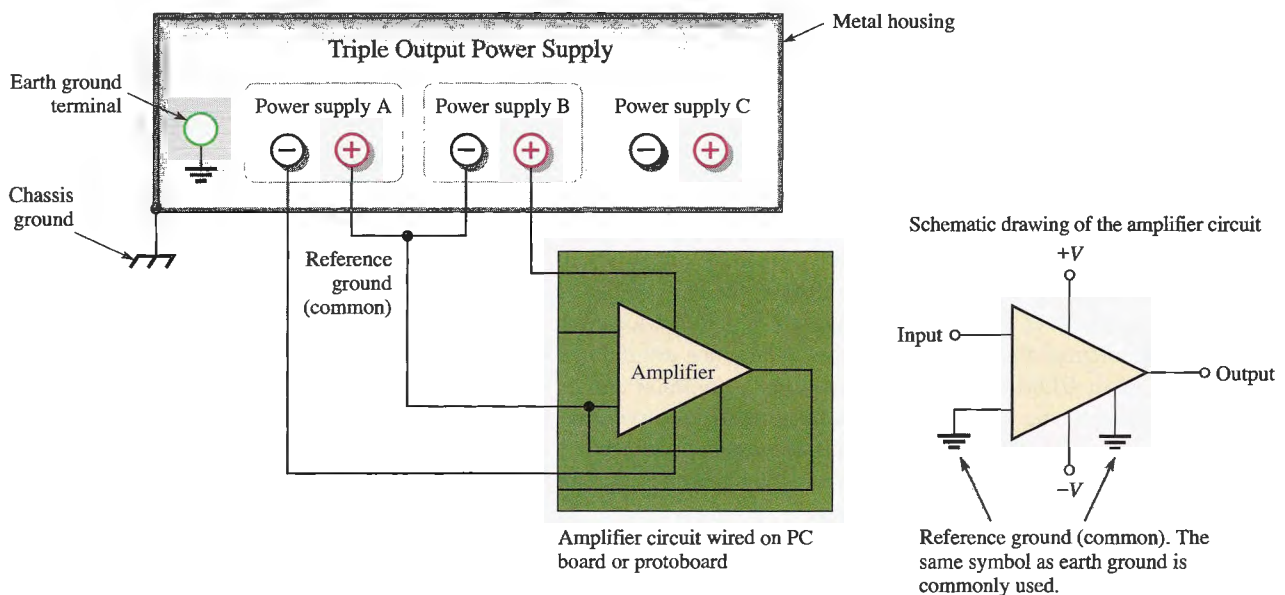 Metal housing
Triple Output Power Supply
Earth ground
terminal
Power supply A
Power supply B
Power supply C
− + − + − +
Chassis
ground
Reference
ground
(common)
Schematic drawing of the amplifier circuit
+V
Input
Amplifier
Output
−V
Amplifier circuit wired on PC
board or protoboard
Reference ground (common). The
same symbol as earth ground is
commonly used.